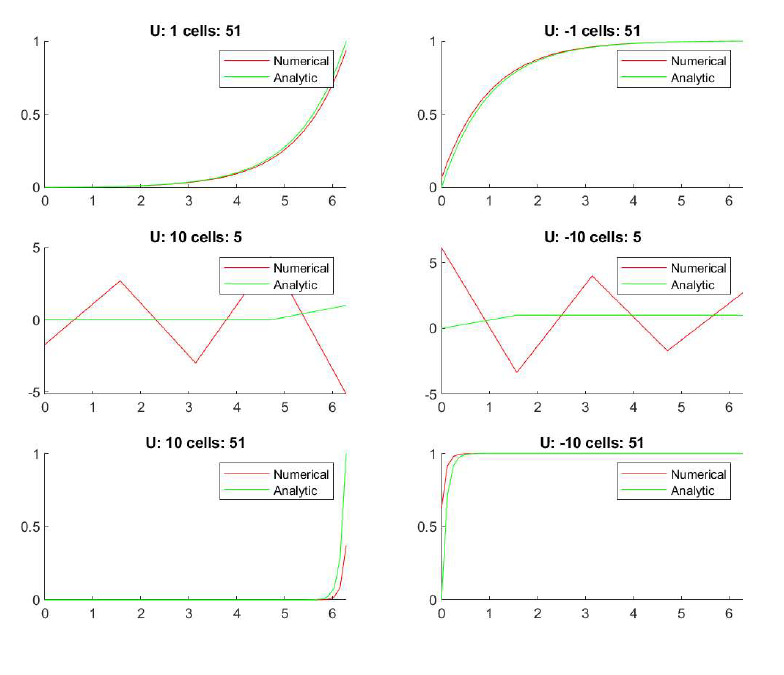 U: 1 cells: 51
1
0.5
0
0 1 2 3 4 5 6
Numerical
Analytic
U: -1 cells: 51
1
0.5
0
0 1 2 3 4 5 6
Numerical
Analytic
U: 10 cells: 5
5
0
-5
0 1 2 3 4 5 6
Numerical
Analytic
U: -10 cells: 5
5
0
-5
0 1 2 3 4 5 6
Numerical
Analytic
U: 10 cells: 51
1
0.5
0
0 1 2 3 4 5 6
Numerical
Analytic
U: -10 cells: 51
1
0.5
0
0 1 2 3 4 5 6
Numerical
Analytic